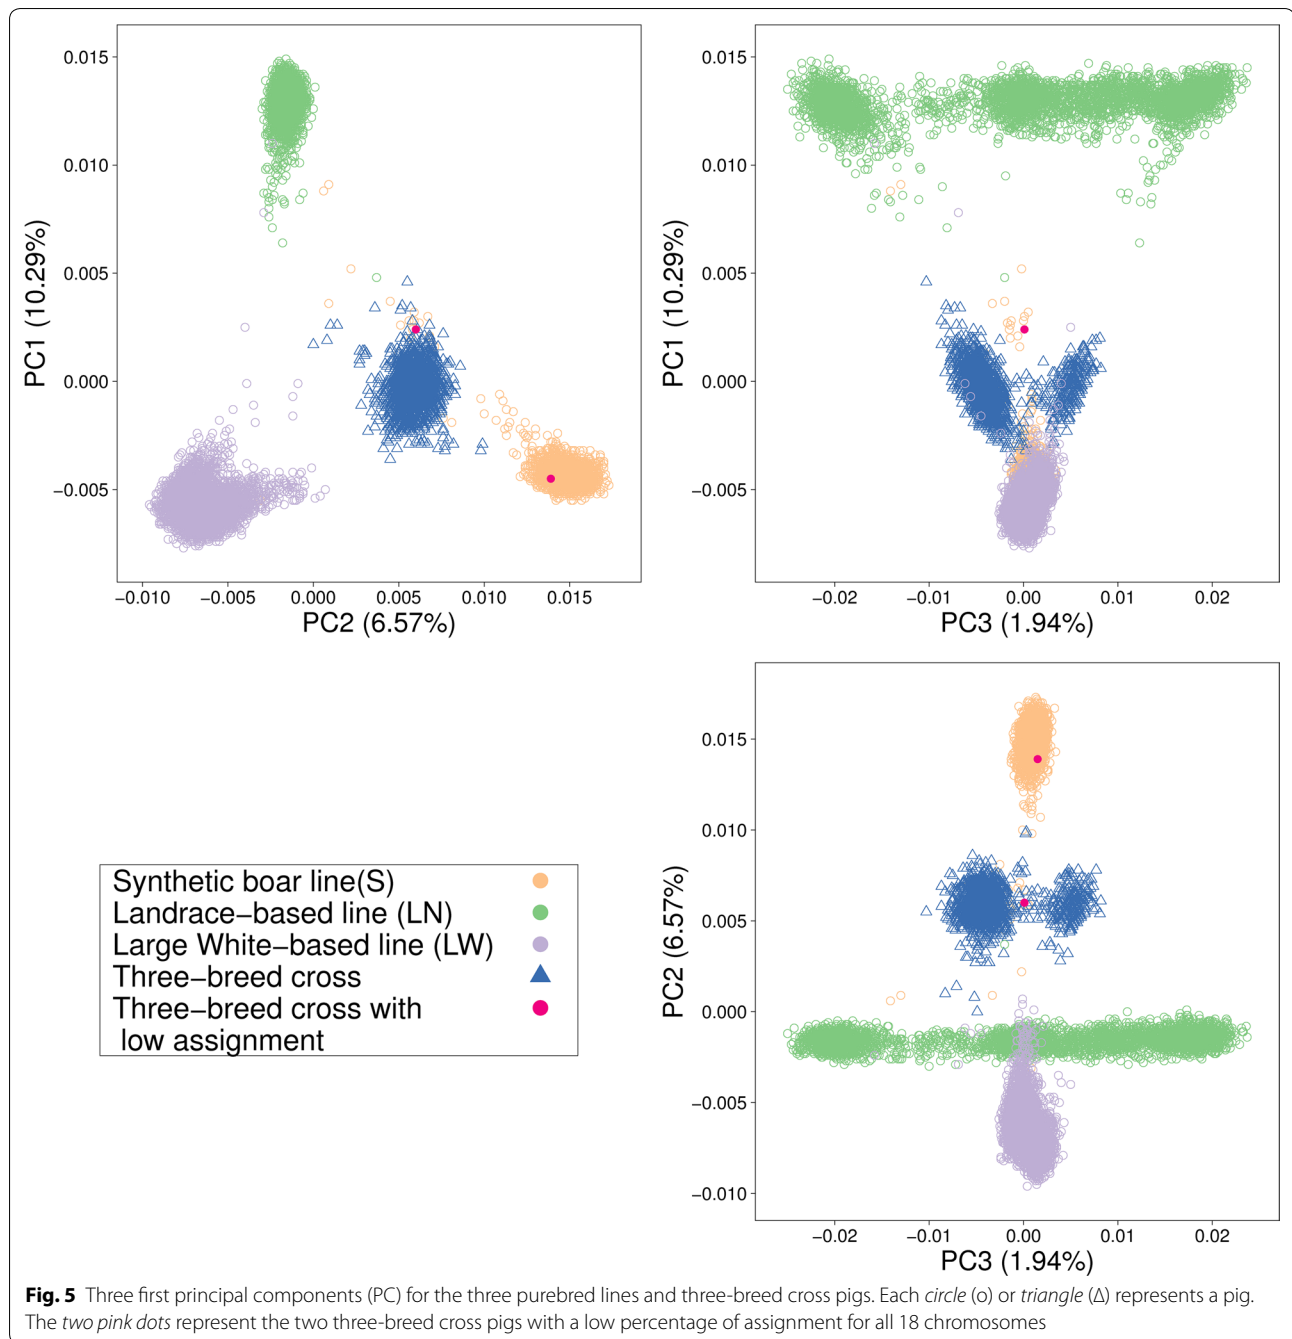 0.015
0.010
0.005
0.000
−0.005
PC1 (10.29%)
−0.010 −0.005 0.000 0.005 0.010 0.015
PC2 (6.57%)
0.015
0.010
0.005
0.000
−0.005
PC1 (10.29%)
−0.02 −0.01 0.00 0.01 0.02
PC3 (1.94%)
Synthetic boar line(S)
Landrace−based line (LN)
Large White−based line (LW)
Three−breed cross
Three−breed cross with
low assignment
0.015
0.010
0.005
0.000
−0.005
−0.010
PC2 (6.57%)
−0.02 −0.01 0.00 0.01 0.02
PC3 (1.94%)
Fig. 5 Three first principal components (PC) for the three purebred lines and three-breed cross pigs. Each circle (o) or triangle (Δ) represents a pig.
The two pink dots represent the two three-breed cross pigs with a low percentage of assignment for all 18 chromosomes